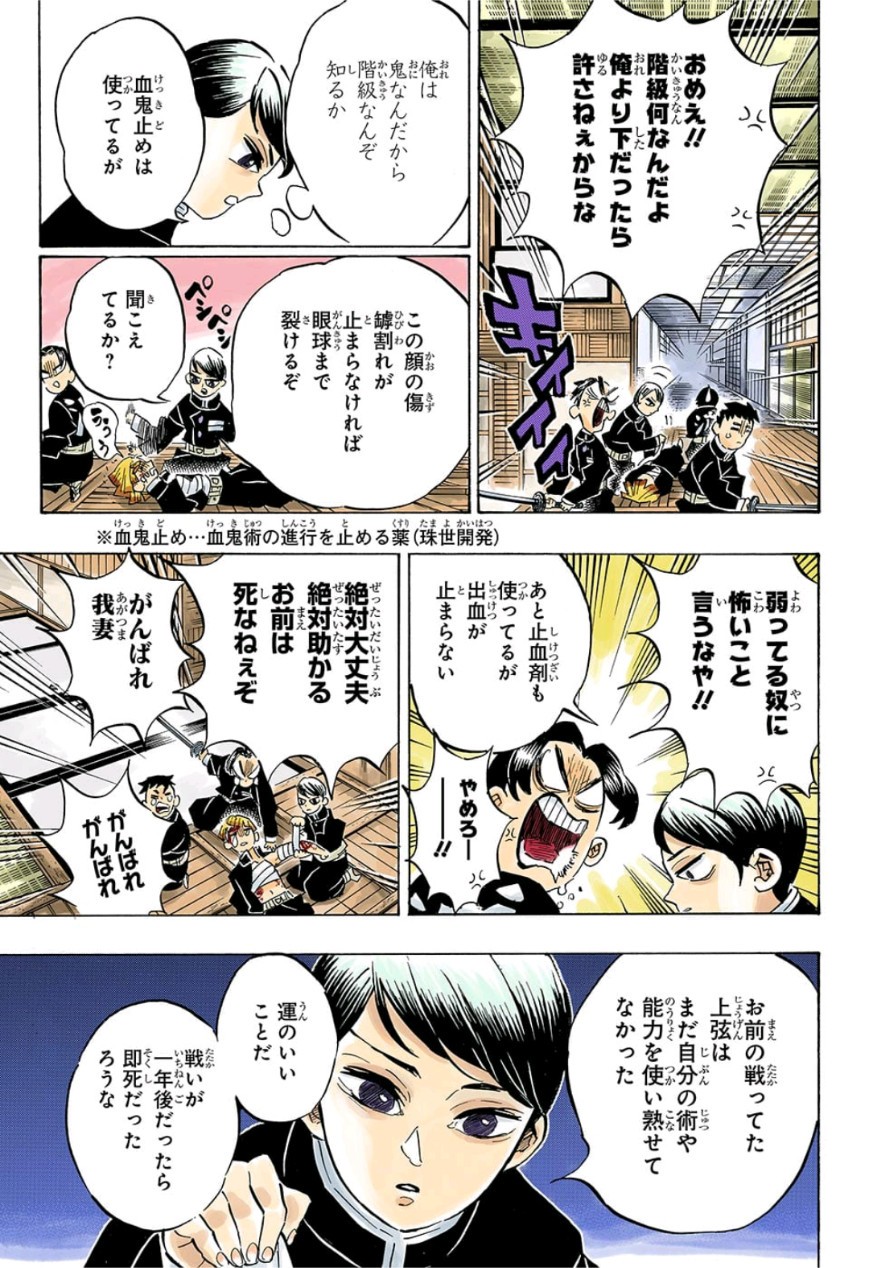 おめえ!!
階級何なんだよ
俺より下だったら
許さねぇからな
キィィィ
俺は
鬼なんだから
階級なんぞ
知るか
血鬼止めは
使ってるが
この顔の傷
罅割れが
止まらなければ
眼球まで
裂けるぞ
ペシペシ
聞こえ
てるか?
ううう
※血鬼止め…血鬼術の進行を止める薬(珠世開発)
弱ってる奴に
怖いこと
言うなや!!
あと止血剤も
使ってるが
出血が
止まらない
やめろー
ー!!
絶対大丈夫
絶対助かる
お前は
死なねぇぞ
がんばれ
我妻
がんばれ
がんばれ
お前の戦ってた
上弦は
まだ自分の術や
能力を使い熟せて
なかった
運のいい
ことだ
戦いが
一年後だったら
即死だった
ろうな